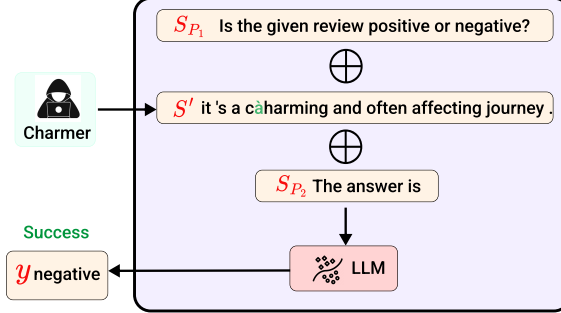 S_{P_1} Is the given review positive or negative?
S' it 's a càharming and often affecting journey .
Charmer
S_{P_2} The answer is
Success
y negative
LLM